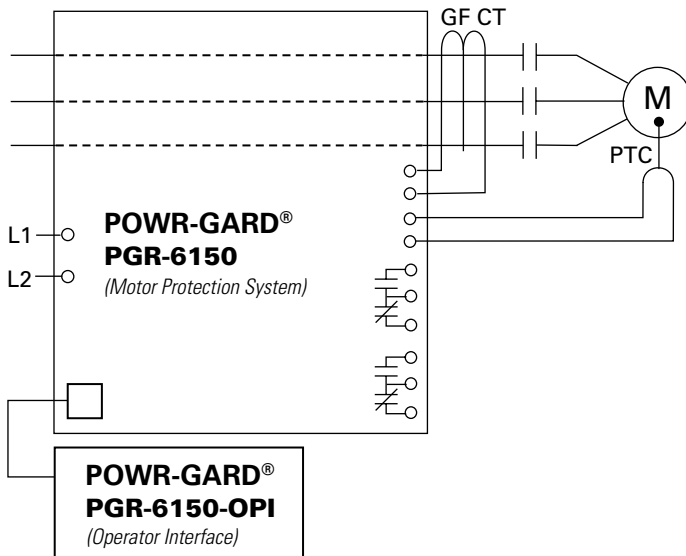 GF CT
M
PTC
L1
L2
POWR-GARD®
PGR-6150
(Motor Protection System)
POWR-GARD®
PGR-6150-OPI
(Operator Interface)